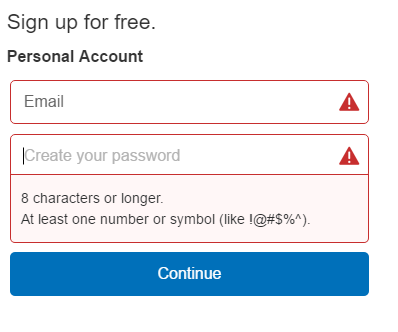 Sign up for free.
Personal Account
Email
Create your password
8 characters or longer.
At least one number or symbol (like !@#$%^).
Continue